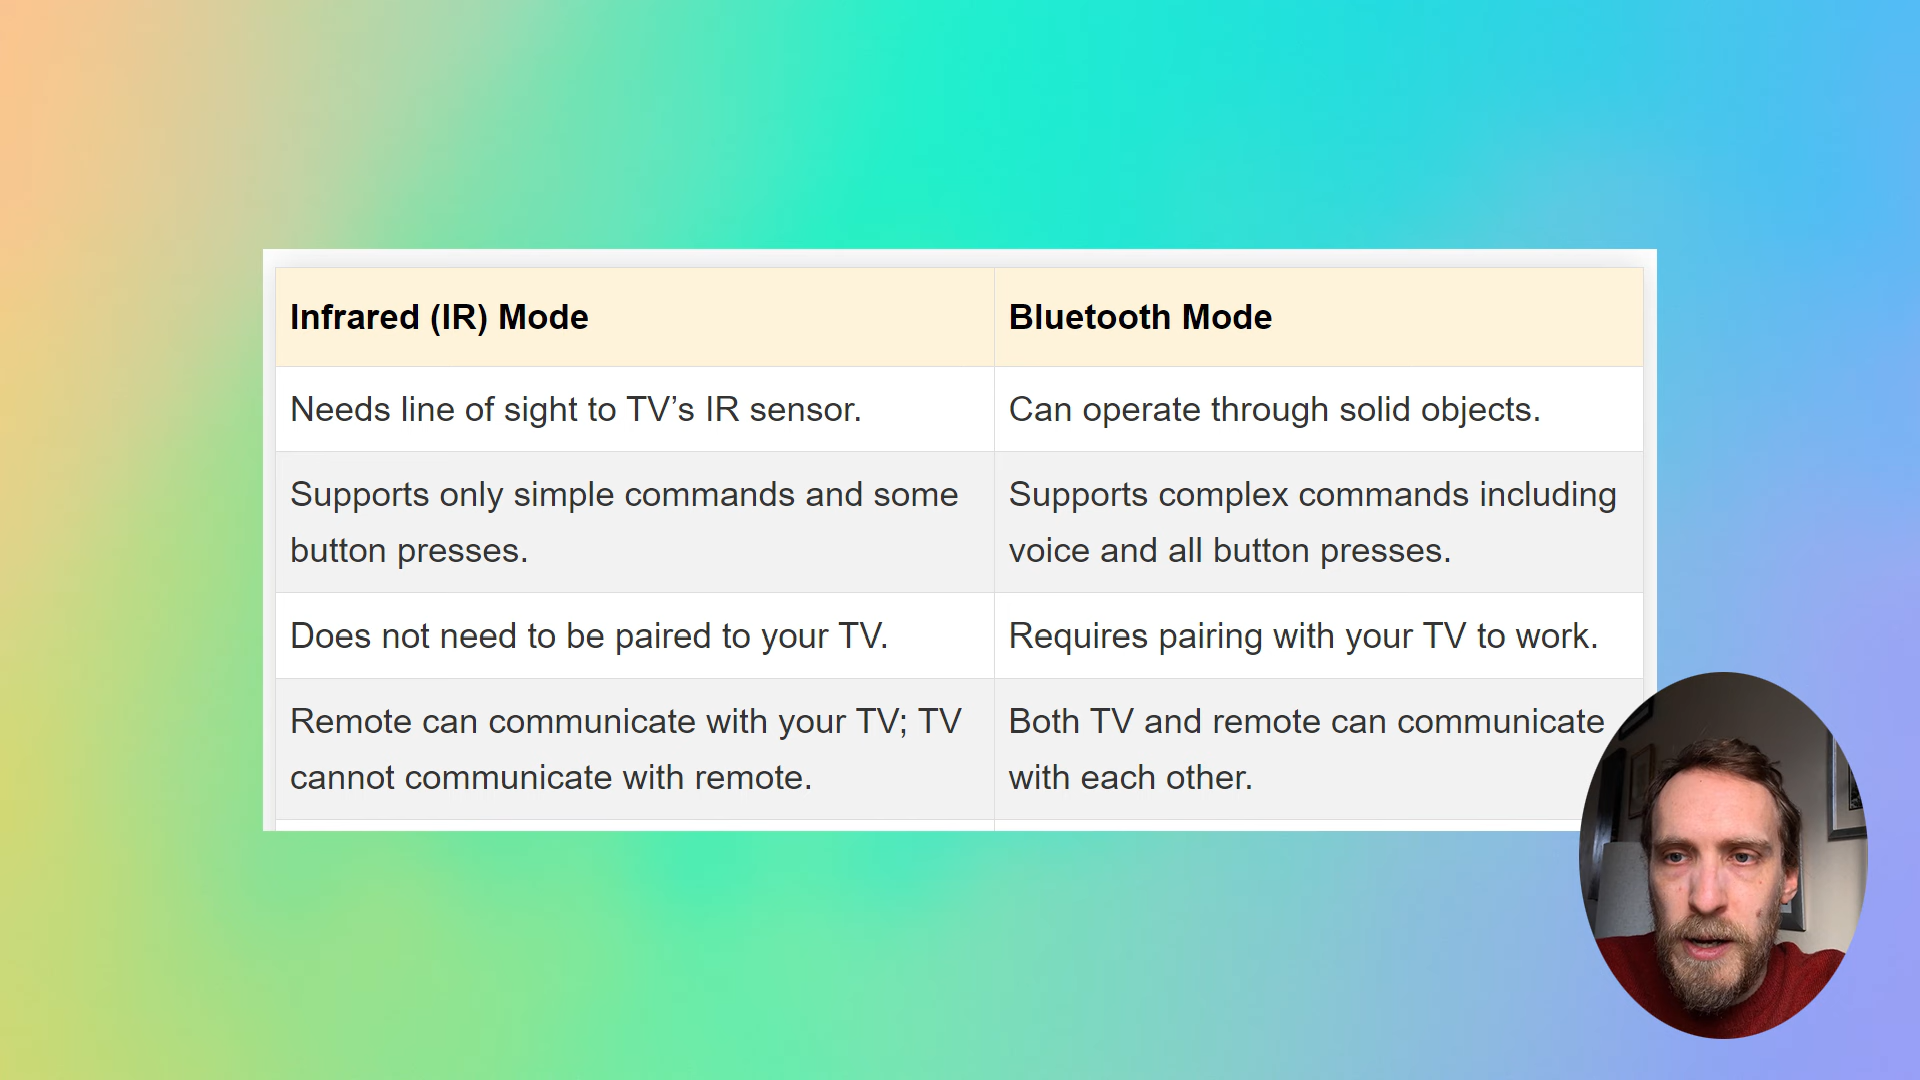 Infrared (IR) Mode
Bluetooth Mode
Needs line of sight to TV’s IR sensor.
Can operate through solid objects.
Supports only simple commands and some
button presses.
Supports complex commands including
voice and all button presses.
Does not need to be paired to your TV.
Requires pairing with your TV to work.
Remote can communicate with your TV; TV
cannot communicate with remote.
Both TV and remote can communicate
with each other.